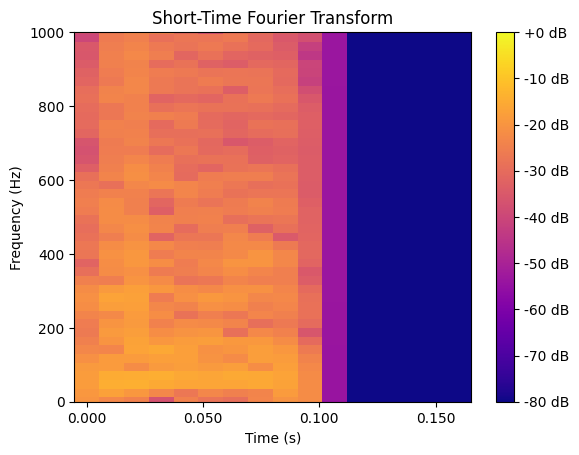 Short-Time Fourier Transform
1000
800
600
400
200
0
Frequency (Hz)
0.000
0.050
0.100
0.150
Time (s)
+0 dB
-10 dB
-20 dB
-30 dB
-40 dB
-50 dB
-60 dB
-70 dB
-80 dB